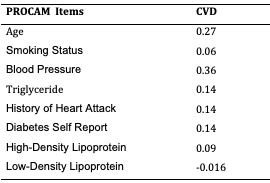 PROCAM Items CVD
Age 0.27
Smoking Status 0.06
Blood Pressure 0.36
Triglyceride 0.14
History of Heart Attack 0.14
Diabetes Self Report 0.14
High-Density Lipoprotein 0.09
Low-Density Lipoprotein -0.016